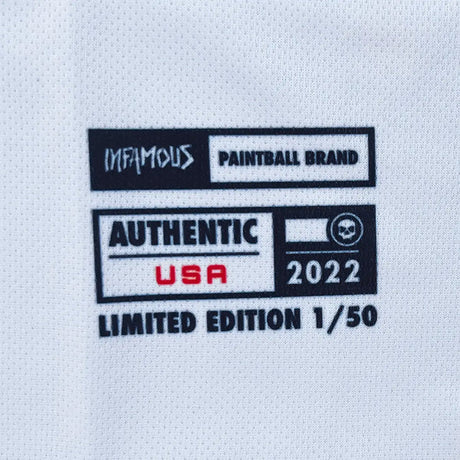 INFAMOUS PAINTBALL BRAND
AUTHENTIC
USA
2022
LIMITED EDITION 1/50